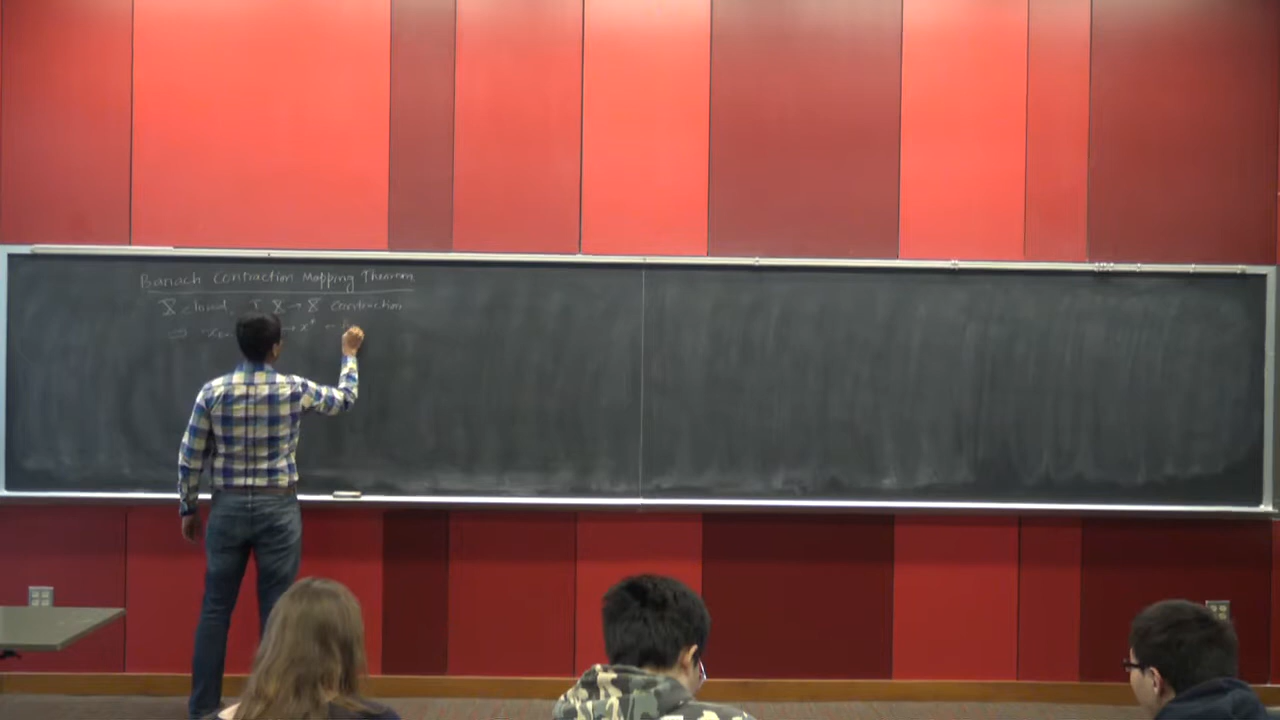 Banach Contraction Mapping Theorem
X closed, T X → X contraction
⇒ → x*